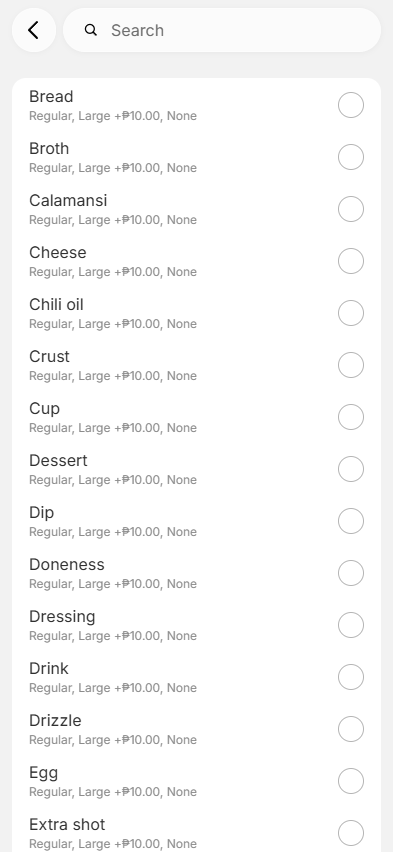 Search
Bread
Regular, Large +₱10.00, None
Broth
Regular, Large +₱10.00, None
Calamansi
Regular, Large +₱10.00, None
Cheese
Regular, Large +₱10.00, None
Chili oil
Regular, Large +₱10.00, None
Crust
Regular, Large +₱10.00, None
Cup
Regular, Large +₱10.00, None
Dessert
Regular, Large +₱10.00, None
Dip
Regular, Large +₱10.00, None
Doneness
Regular, Large +₱10.00, None
Dressing
Regular, Large +₱10.00, None
Drink
Regular, Large +₱10.00, None
Drizzle
Regular, Large +₱10.00, None
Egg
Regular, Large +₱10.00, None
Extra shot
Regular, Large +₱10.00, None